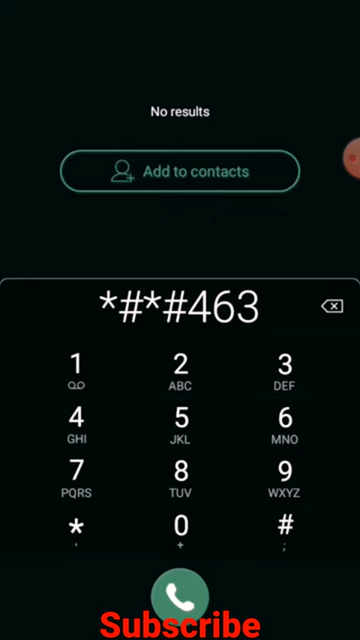 No results
Add to contacts
*#*#463
1 2 3
ABC DEF
4 5 6
GHI JKL MNO
7 8 9
PQRS TUV WXYZ
* 0 #
, + ;
Subscribe